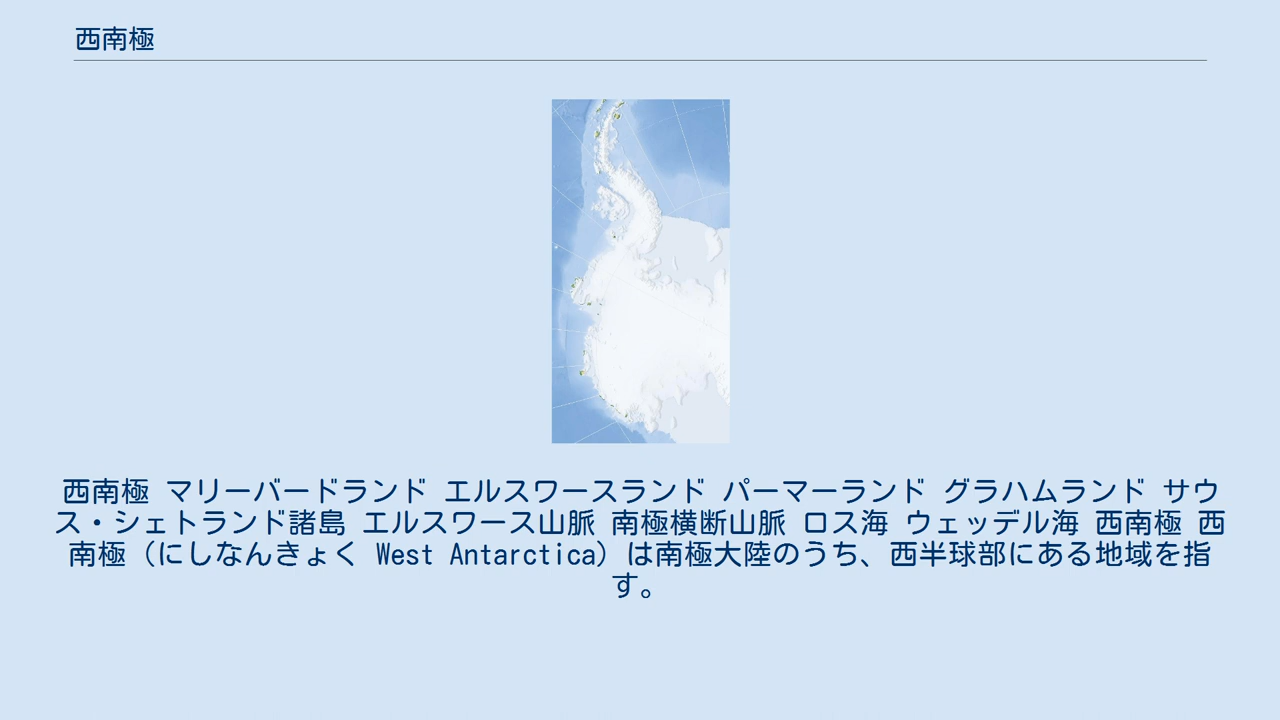 西南極
西南極 マリーバードランド エルスワースランド パーマーランド グラハムランド サウ
ス・シェトランド諸島 エルスワース山脈 南極横断山脈 ロス海 ウェッデル海 西南極 西
南極（にしなんきょく West Antarctica）は南極大陸のうち、西半球部にある地域を指
す。